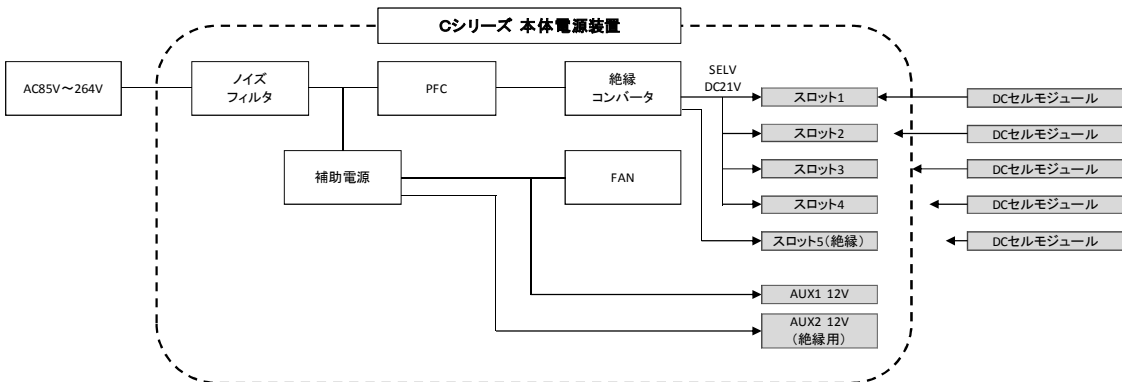 Cシリーズ 本体電源装置
AC85V～264V
ノイズ
フィルタ
PFC
絶縁
コンバータ
SELV
DC21V
スロット1
DCセルモジュール
スロット2
DCセルモジュール
補助電源
FAN
スロット3
DCセルモジュール
スロット4
DCセルモジュール
スロット5(絶縁)
DCセルモジュール
AUX1 12V
AUX2 12V
(絶縁用)